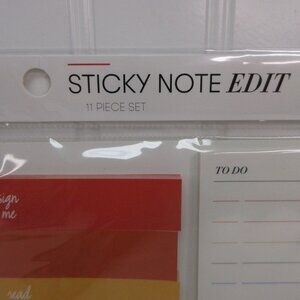 STICKY NOTE EDIT
11 PIECE SET
TO DO
sign
me
read